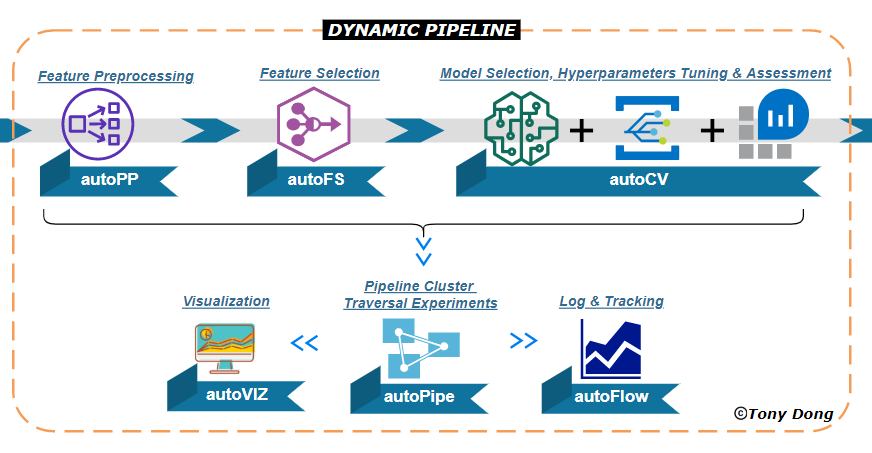 DYNAMIC PIPELINE
Feature Preprocessing
Feature Selection
Model Selection, Hyperparameters Tuning & Assessment
autoPP
autoFS
autoCV
Pipeline Cluster
Traversal Experiments
Visualization
Log & Tracking
autoVIZ
autoPipe
autoFlow
©Tony Dong